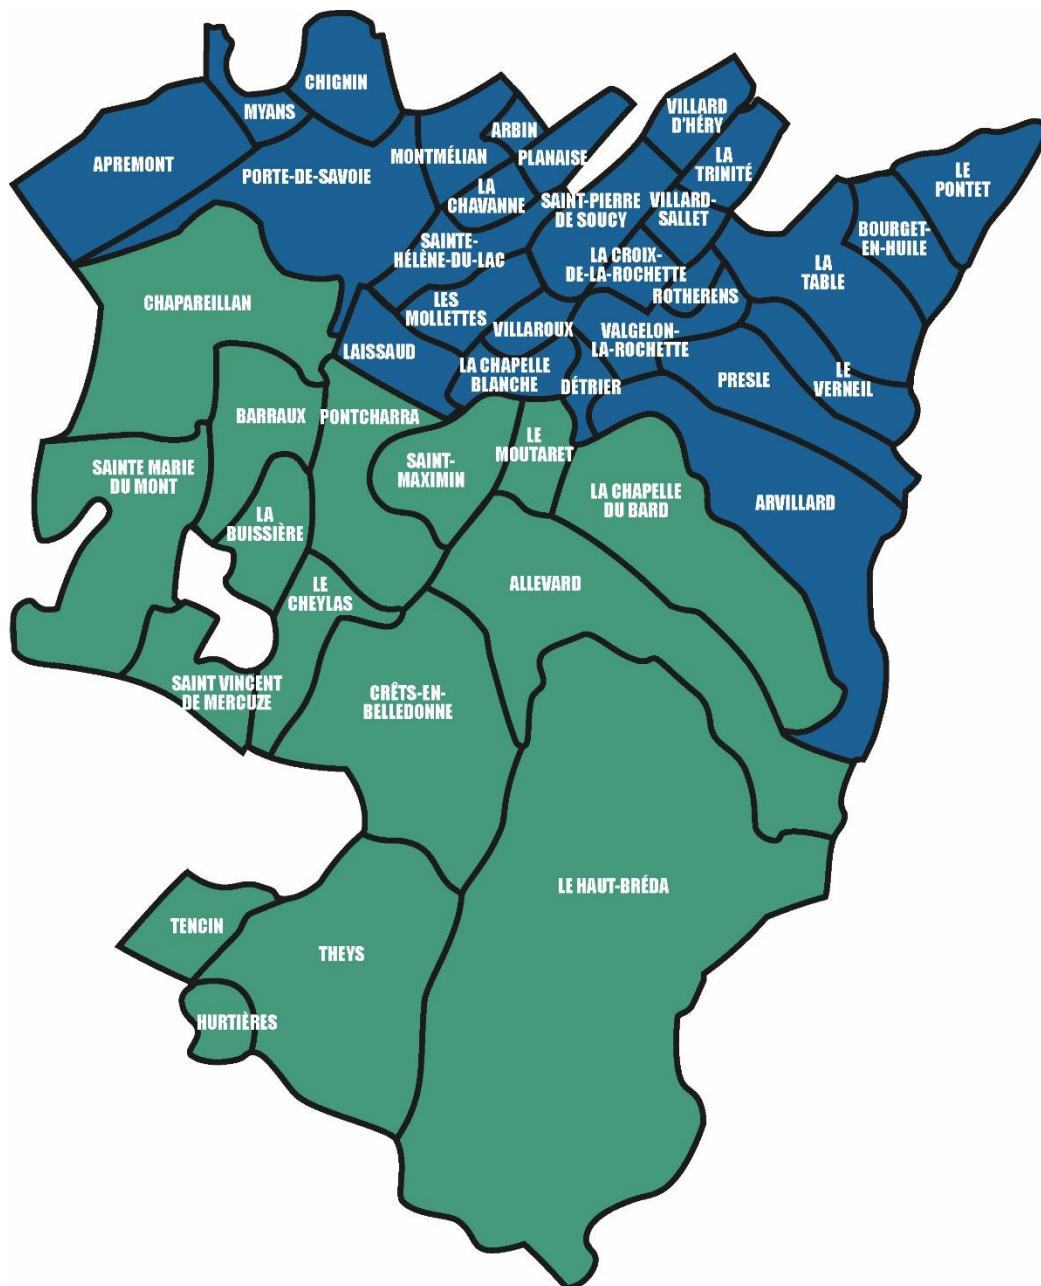 CHIGNIN
MYANS
VILLARD
D'HÉRY
ARBIN
APREMONT
PORTE-DE-SAVOIE
MONTMÉLIAN
PLANAISE
LA
TRINITÉ
LE
PONTET
LA
CHAVANNE
SAINT-PIERRE
DE SOUCY
VILLARD-
SALLET
BOURGET-
EN-HUILE
SAINTE-
HÉLÈNE-DU-LAC
LA CROIX-
DE-LA-ROCHETTE
LA
TABLE
CHAPAREILLAN
LES
MOLLETTES
ROTHERENS
VILLAROUX
VALGELON-
LA-ROCHETTE
LAISSAUD
LA CHAPELLE
BLANCHE
DÉTRIER
PRESLE
LE
VERNEIL
BARRAUX
PONTCHARRA
LE
MOUTARET
SAINTE MARIE
DU MONT
SAINT-
MAXIMIN
LA CHAPELLE
DU BARD
ARVILLARD
LA
BUISSIÈRE
LE
CHEYLAS
ALLEVARD
SAINT VINCENT
DE MERCUZE
CRÊTS-EN-
BELLEDONNE
LE HAUT-BRÉDA
TENCIN
THEYS
HURTIÈRES